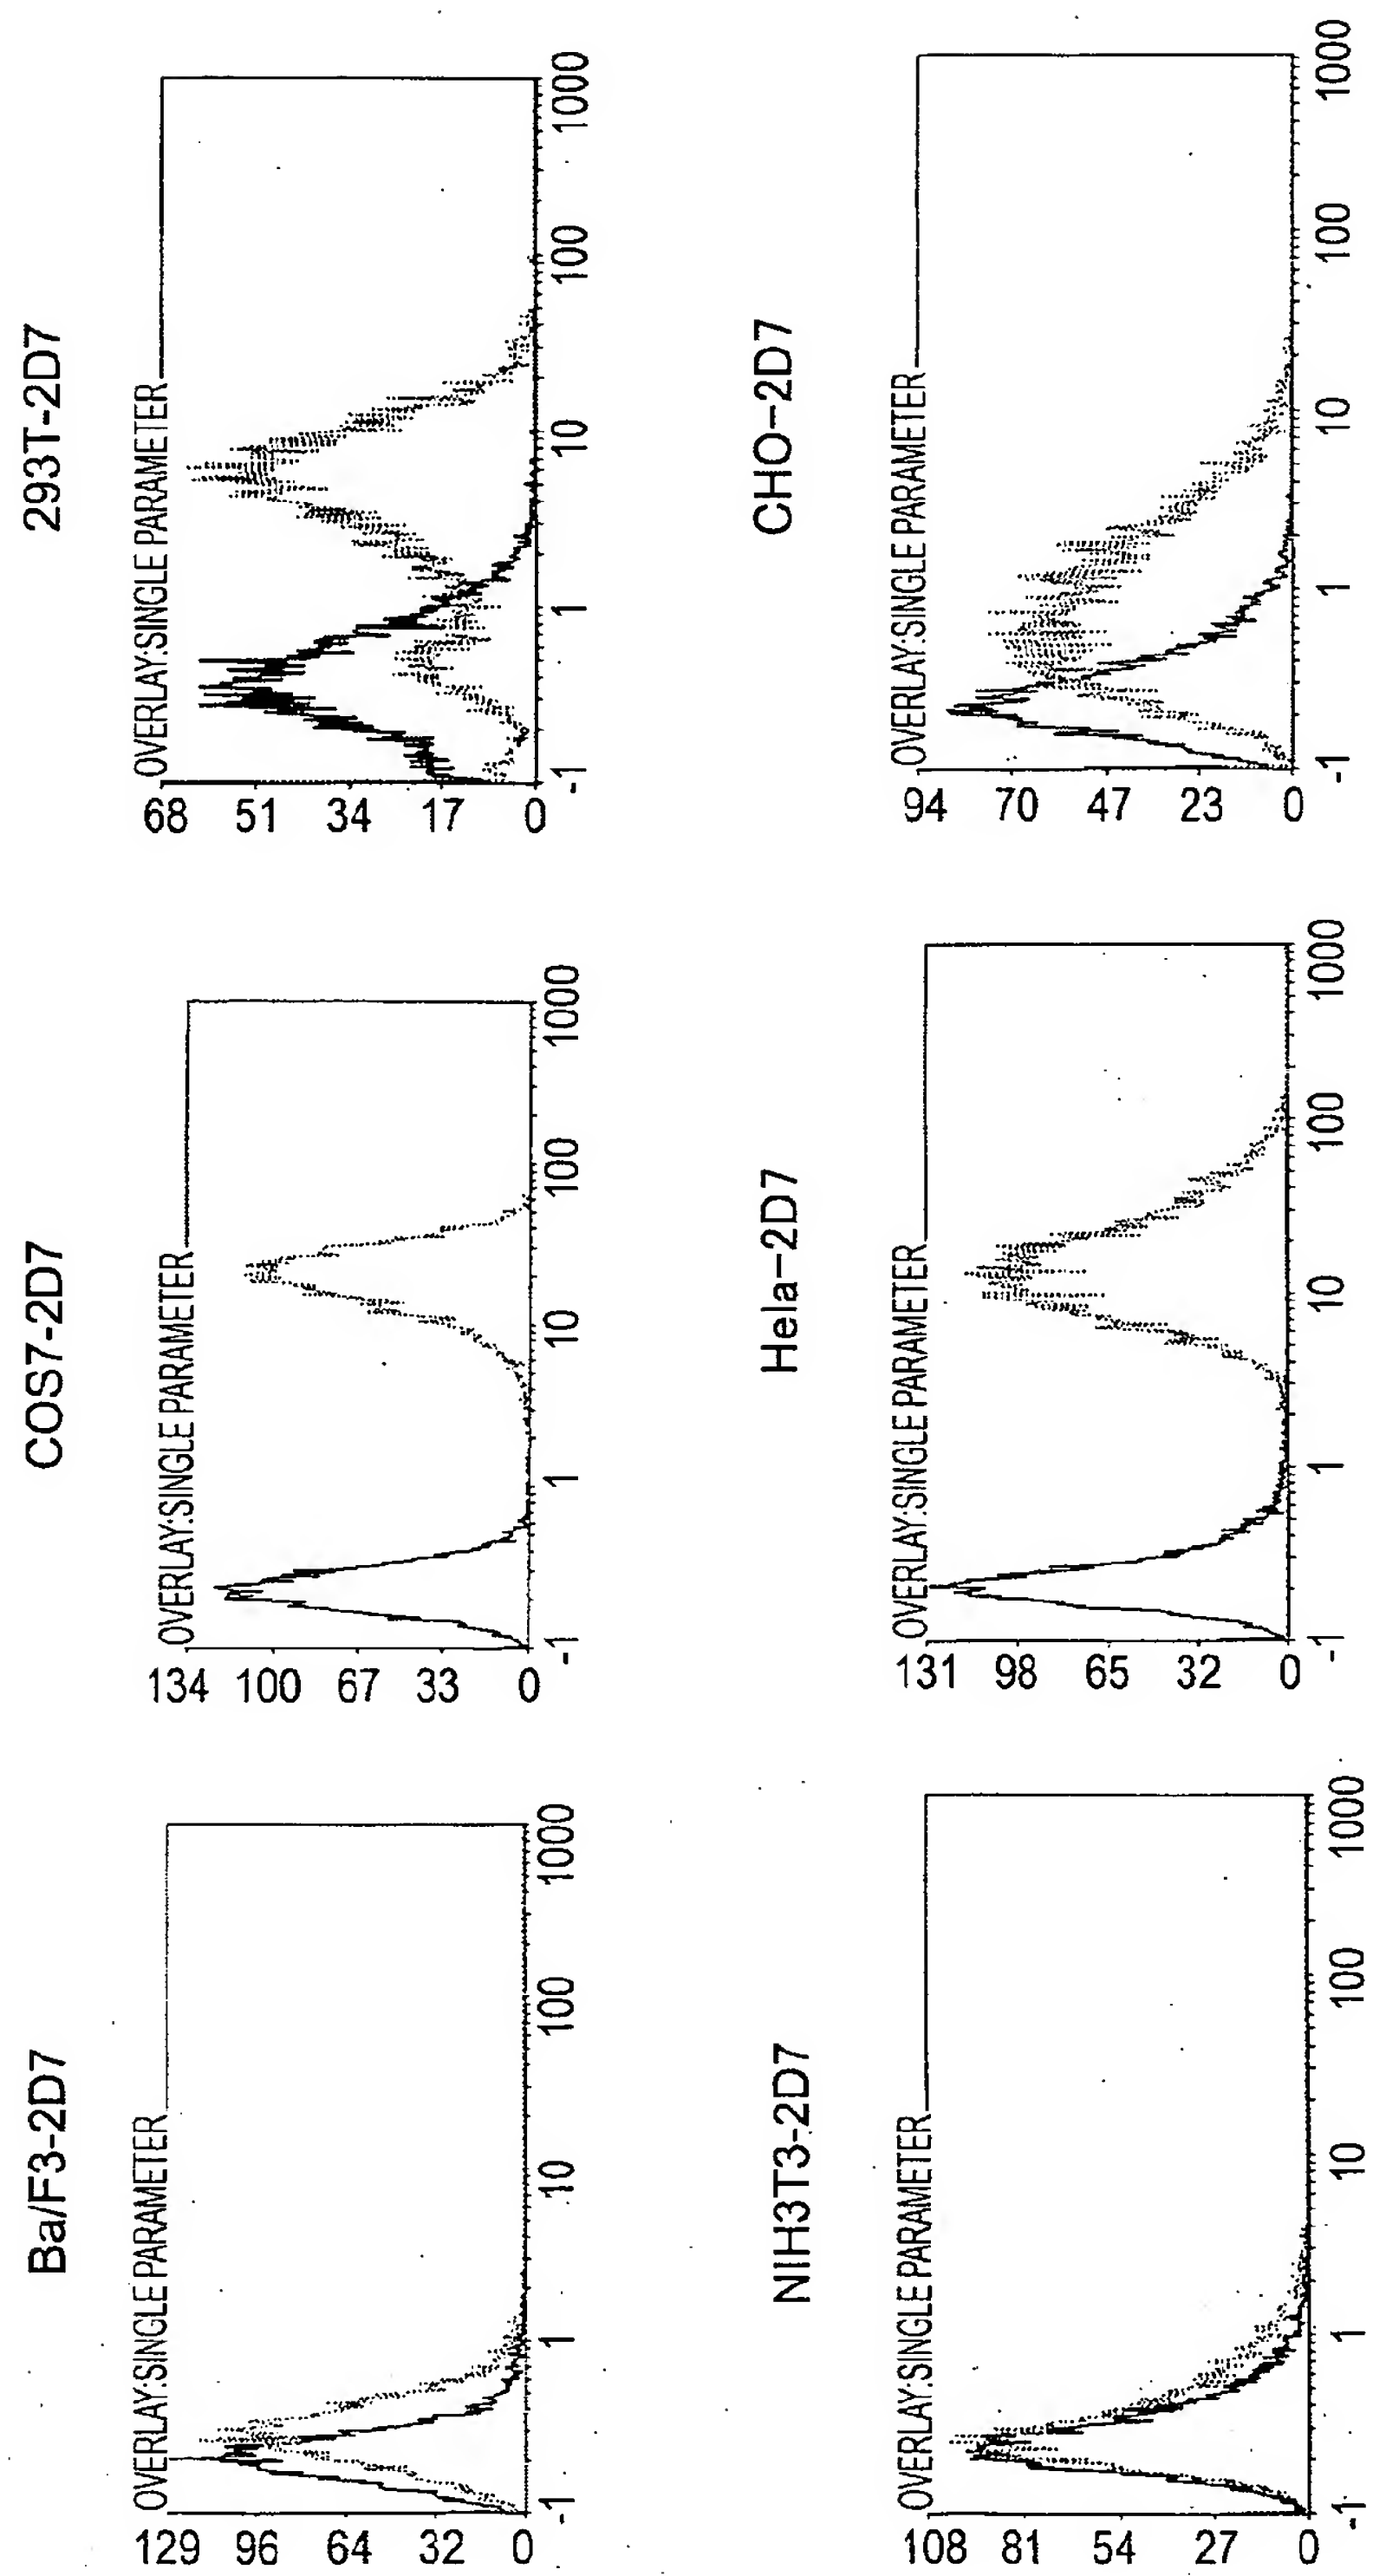 Ba/F3-2D7
OVERLAY:SINGLE PARAMETER
129
96
64
32
0
-1 1 10 100 1000
COS7-2D7
OVERLAY:SINGLE PARAMETER
134
100
67
33
0
-1 1 10 100 1000
293T-2D7
OVERLAY:SINGLE PARAMETER
68
51
34
17
0
-1 1 10 100 1000
NIH3T3-2D7
OVERLAY:SINGLE PARAMETER
108
81
54
27
0
-1 1 10 100 1000
Hela-2D7
OVERLAY:SINGLE PARAMETER
131
98
65
32
0
-1 1 10 100 1000
CHO-2D7
OVERLAY:SINGLE PARAMETER
94
70
47
23
0
-1 1 10 100 1000